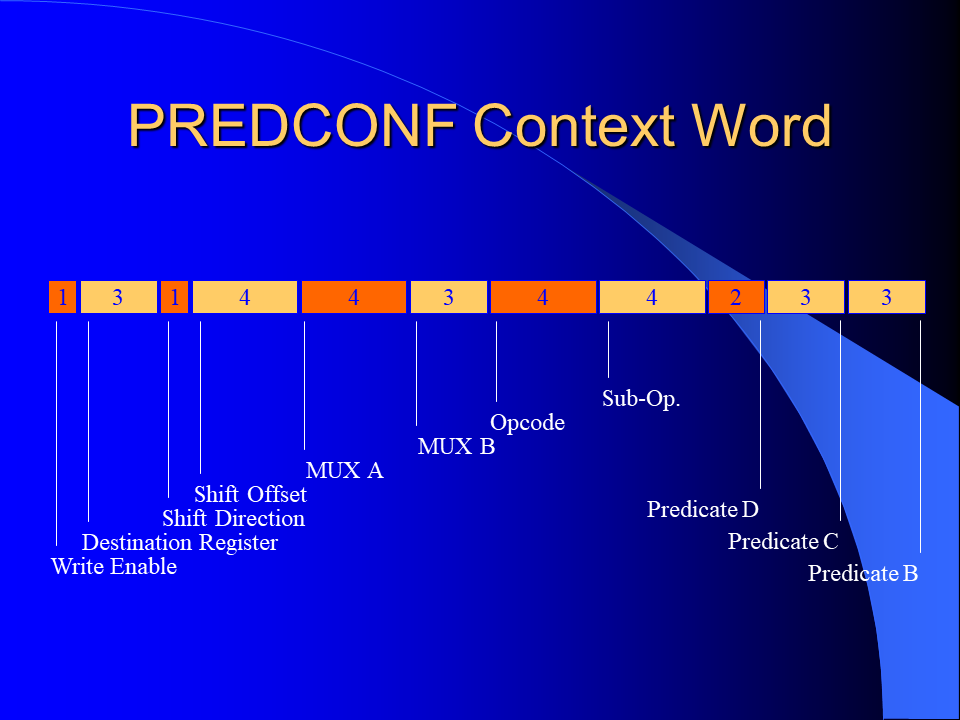 PREDCONF Context Word
1 3 1 4 4 3 4 4 2 3 3
Sub-Op.
Opcode
MUX B
MUX A
Shift Offset
Shift Direction
Destination Register
Write Enable
Predicate D
Predicate C
Predicate B